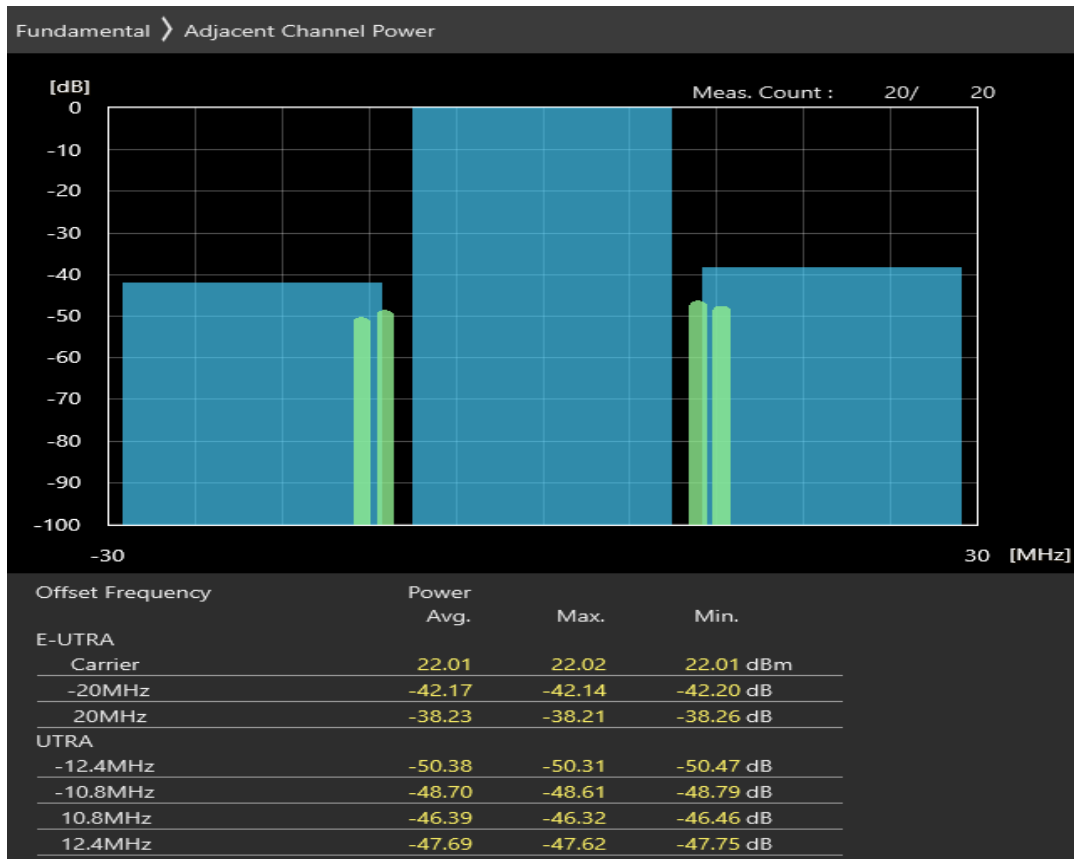 Fundamental ❯ Adjacent Channel Power
[dB]
Meas. Count : 20/ 20
0
-10
-20
-30
-40
-50
-60
-70
-80
-90
-100
-30 30 [MHz]
Offset Frequency Power
Avg. Max. Min.
E-UTRA
Carrier 22.01 22.02 22.01 dBm
-20MHz -42.17 -42.14 -42.20 dB
20MHz -38.23 -38.21 -38.26 dB
UTRA
-12.4MHz -50.38 -50.31 -50.47 dB
-10.8MHz -48.70 -48.61 -48.79 dB
10.8MHz -46.39 -46.32 -46.46 dB
12.4MHz -47.69 -47.62 -47.75 dB